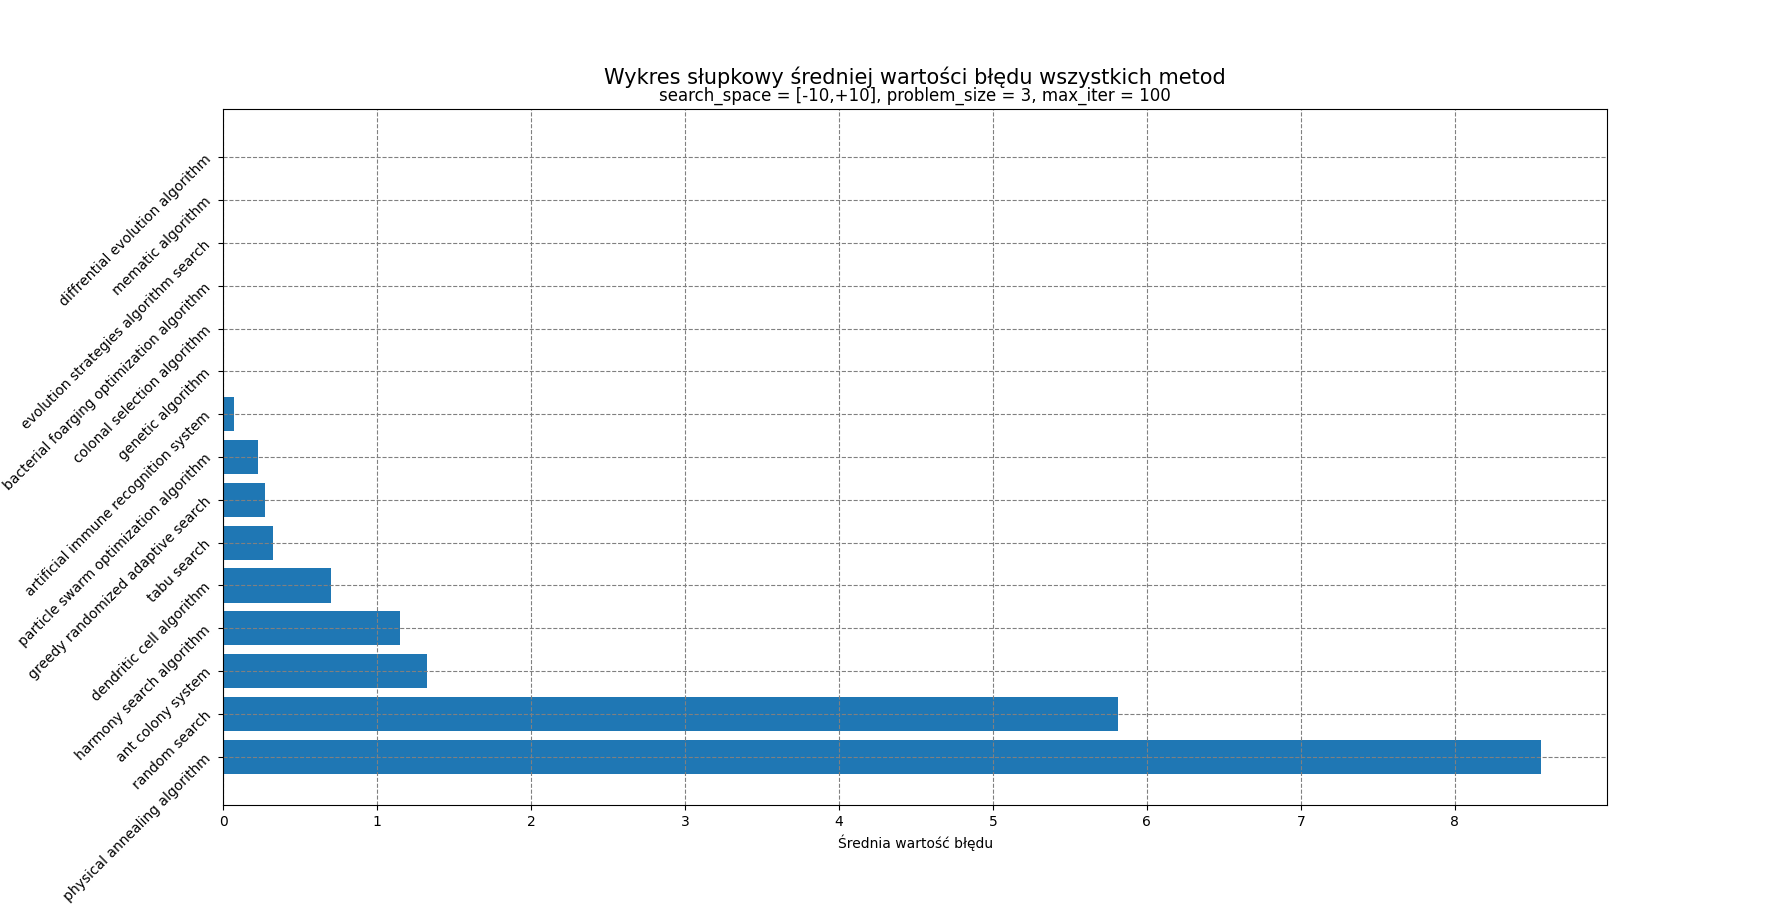 Wykres słupkowy średniej wartości błędu wszystkich metod
search_space = [-10,+10], problem_size = 3, max_iter = 100
diffrential evolution algorithm
mematic algorithm
evolution strategies algorithm search
bacterial foarging optimization algorithm
colonal selection algorithm
genetic algorithm
artificial immune recognition system
particle swarm optimization algorithm
greedy randomized adaptive search
tabu search
dendritic cell algorithm
harmony search algorithm
ant colony system
random search
physical annealing algorithm
0 1 2 3 4 5 6 7 8
Średnia wartość błędu